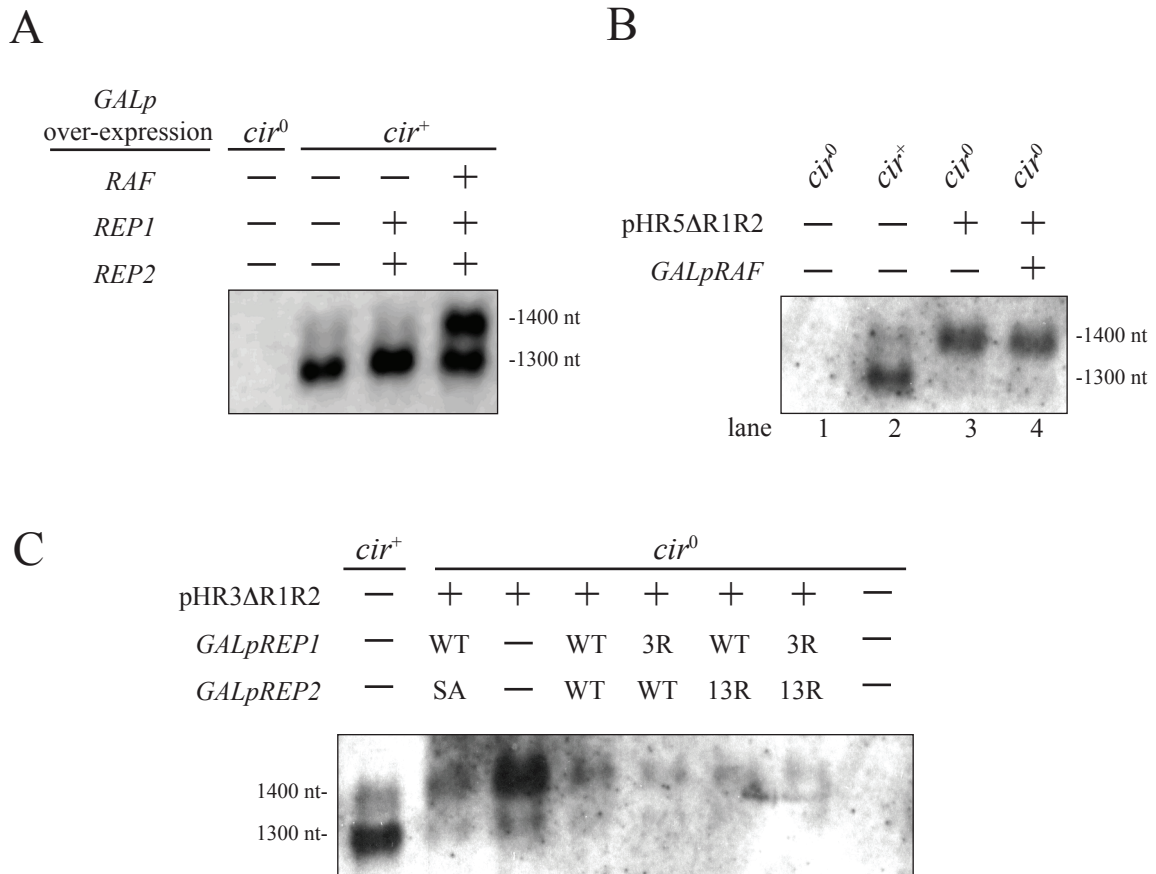 A
GALp
over-expression cir⁰ cir⁺
RAF — — — +
REP1 — — + +
REP2 — — + +
-1400 nt
-1300 nt
B
cir⁰ cir⁺ cir⁰ cir⁰
pHR5ΔR1R2 — — + +
GALpRAF — — — +
-1400 nt
-1300 nt
lane 1 2 3 4
C
cir⁺ cir⁰
pHR3ΔR1R2 — + + + + + + —
GALpREP1 — WT — WT 3R WT 3R —
GALpREP2 — SA — WT WT 13R 13R —
1400 nt-
1300 nt-